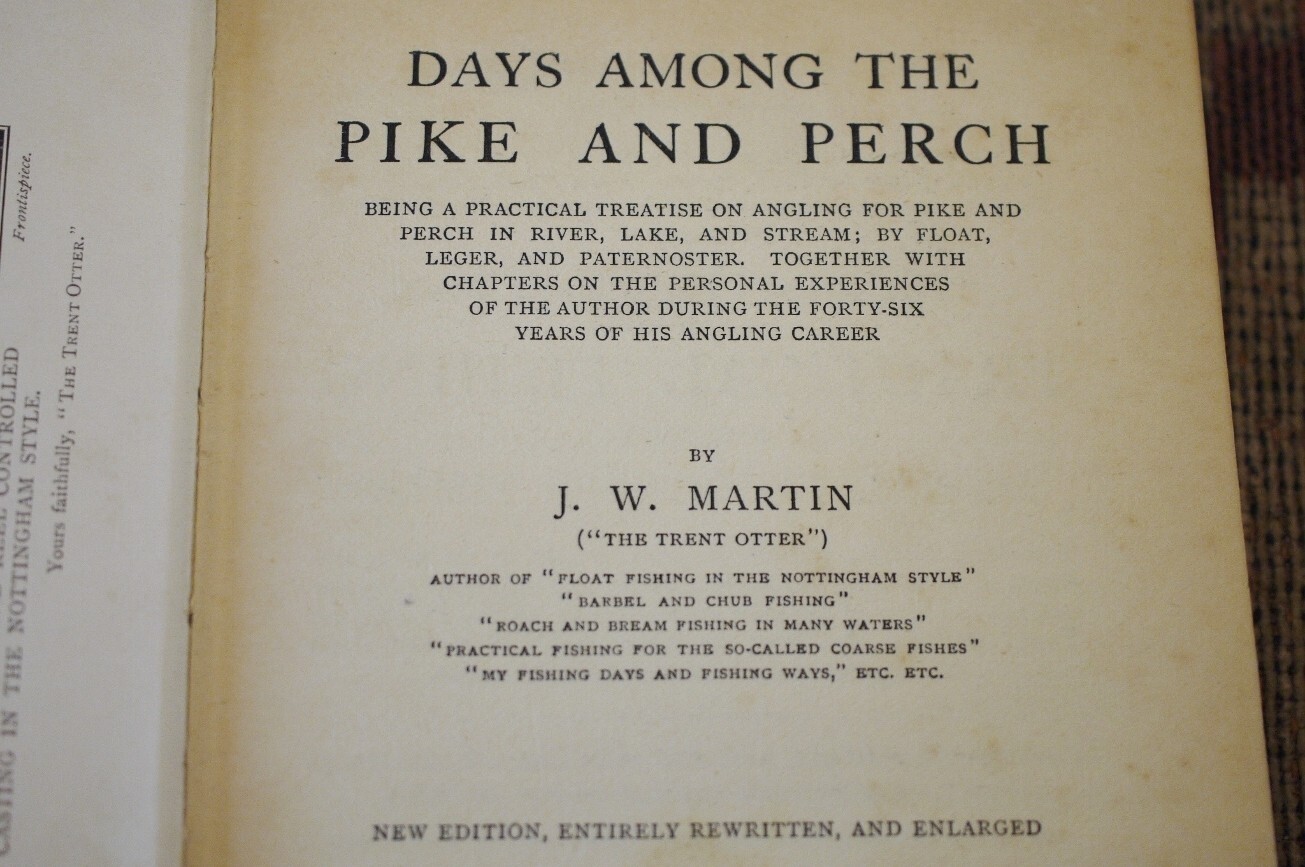 Frontispiece.
CONTROLLED
CASTING IN THE NOTTINGHAM STYLE.
Yours faithfully, "THE TRENT OTTER."
DAYS AMONG THE
PIKE AND PERCH
BEING A PRACTICAL TREATISE ON ANGLING FOR PIKE AND
PERCH IN RIVER, LAKE, AND STREAM; BY FLOAT,
LEGER, AND PATERNOSTER. TOGETHER WITH
CHAPTERS ON THE PERSONAL EXPERIENCES
OF THE AUTHOR DURING THE FORTY-SIX
YEARS OF HIS ANGLING CAREER
BY
J. W. MARTIN
("THE TRENT OTTER")
AUTHOR OF "FLOAT FISHING IN THE NOTTINGHAM STYLE"
"BARBEL AND CHUB FISHING"
"ROACH AND BREAM FISHING IN MANY WATERS"
"PRACTICAL FISHING FOR THE SO-CALLED COARSE FISHES"
"MY FISHING DAYS AND FISHING WAYS," ETC. ETC.
NEW EDITION, ENTIRELY REWRITTEN, AND ENLARGED